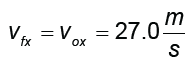 v_fx = v_ox = 27.0 m/s